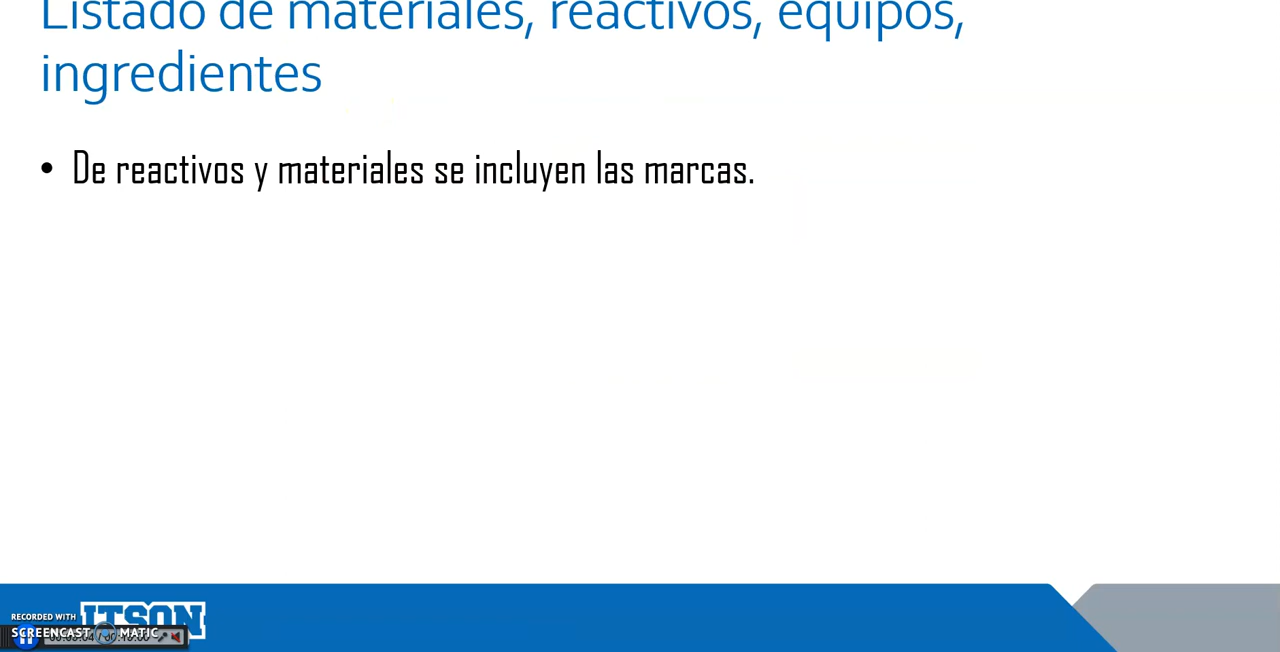 Listado de materiales, reactivos, equipos,
ingredientes
• De reactivos y materiales se incluyen las marcas.
ITSON
RECORDED WITH
SCREENCAST MATIC